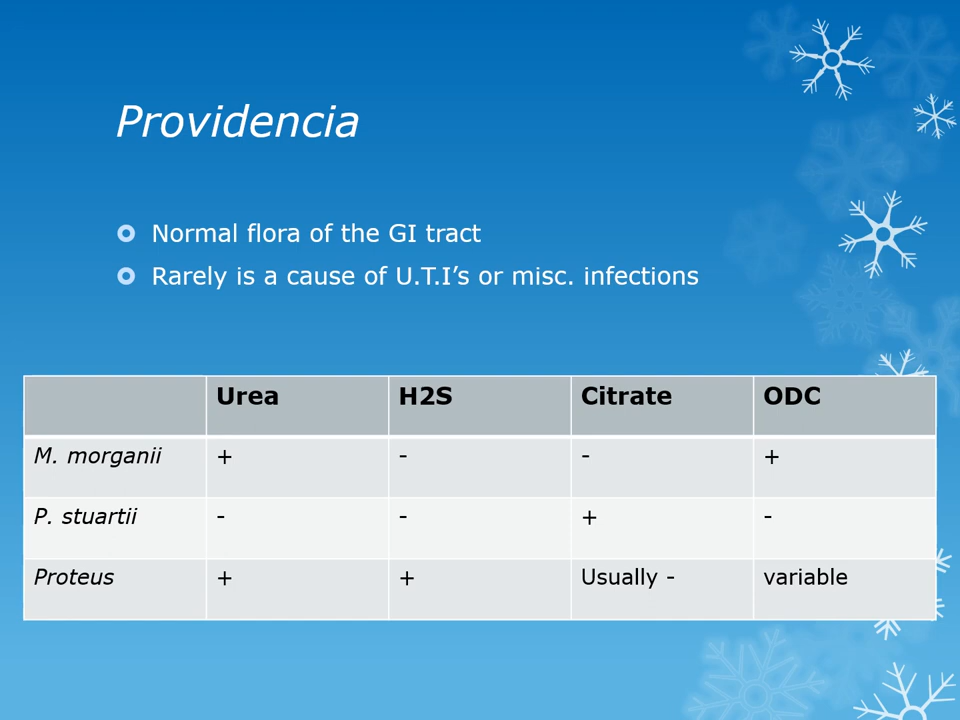 Providencia
Normal flora of the GI tract
Rarely is a cause of U.T.I’s or misc. infections
Urea H2S Citrate ODC
M. morganii + - - +
P. stuartii - - + -
Proteus + + Usually - variable